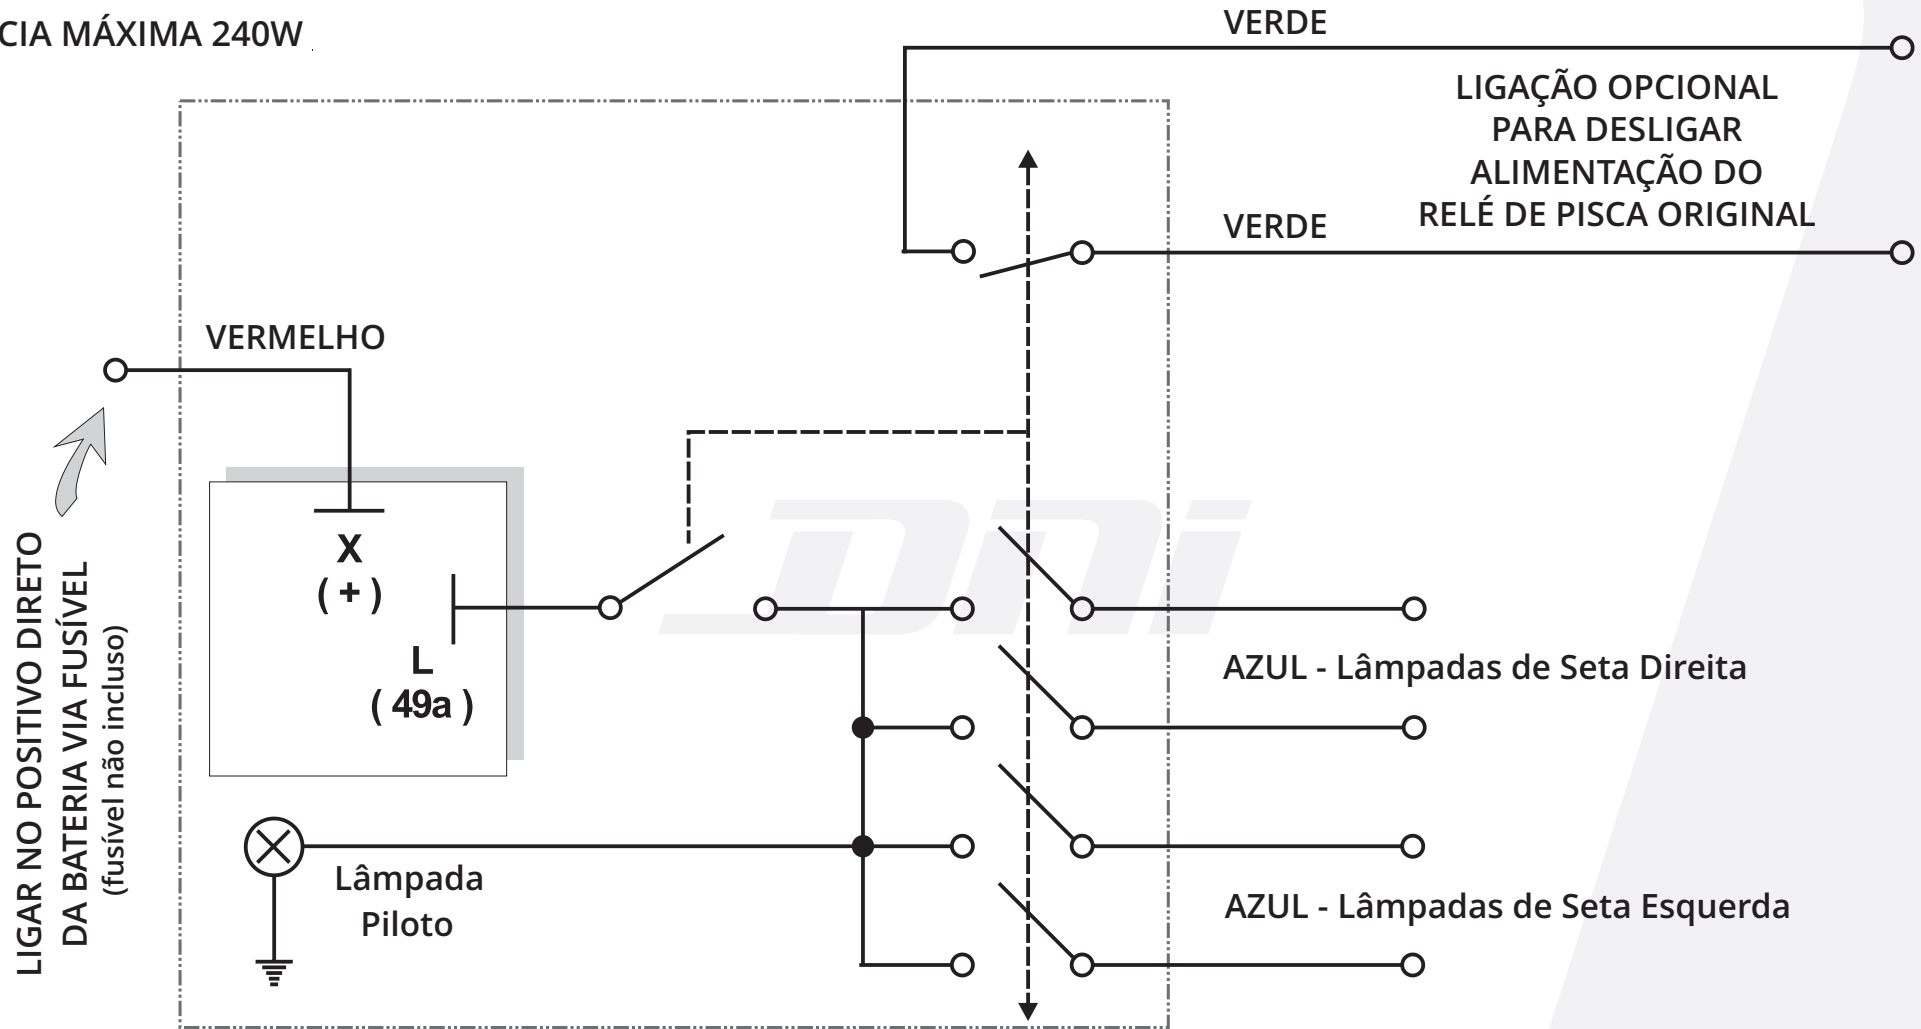 CIA MÁXIMA 240W
VERDE
LIGAÇÃO OPCIONAL
PARA DESLIGAR
ALIMENTAÇÃO DO
RELÉ DE PISCA ORIGINAL
VERDE
VERMELHO
LIGAR NO POSITIVO DIRETO
DA BATERIA VIA FUSÍVEL
(fusível não incluso)
X
( + )
L
( 49a )
DNI
AZUL - Lâmpadas de Seta Direita
Lâmpada
Piloto
AZUL - Lâmpadas de Seta Esquerda